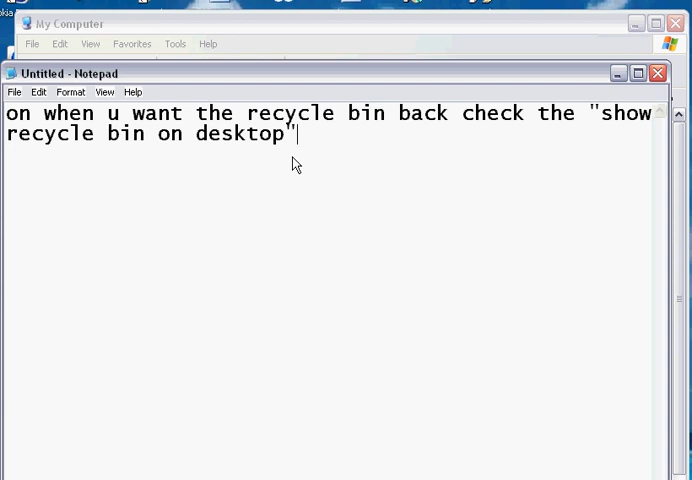 My Computer
File Edit View Favorites Tools Help
Untitled - Notepad
File Edit Format View Help
on when u want the recycle bin back check the "show
recycle bin on desktop"